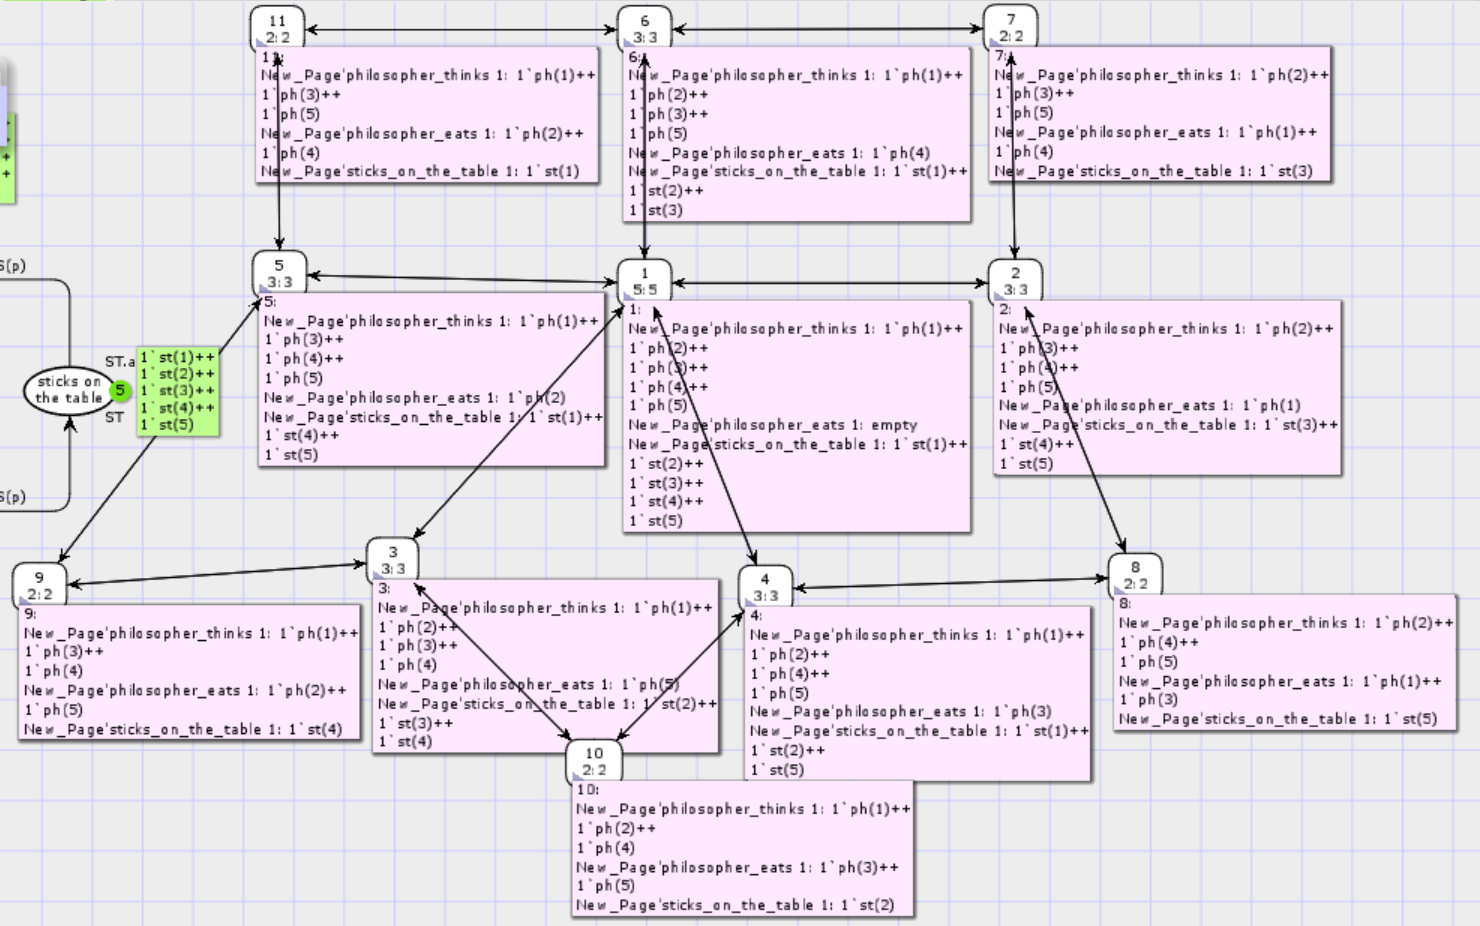 11
2:2
6
3:3
7
2:2
11:
New_Page'philosopher_thinks 1: 1`ph(1)++
1`ph(3)++
1`ph(5)
New_Page'philosopher_eats 1: 1`ph(2)++
1`ph(4)
New_Page'sticks_on_the_table 1: 1`st(1)
6:
New_Page'philosopher_thinks 1: 1`ph(1)++
1`ph(2)++
1`ph(3)++
1`ph(5)
New_Page'philosopher_eats 1: 1`ph(4)
New_Page'sticks_on_the_table 1: 1`st(1)++
1`st(2)++
1`st(3)
7:
New_Page'philosopher_thinks 1: 1`ph(2)++
1`ph(3)++
1`ph(5)
New_Page'philosopher_eats 1: 1`ph(1)++
1`ph(4)
New_Page'sticks_on_the_table 1: 1`st(3)
S(p)
5
3:3
1
5:5
2
3:3
5:
New_Page'philosopher_thinks 1: 1`ph(1)++
1`ph(3)++
1`ph(4)++
1`ph(5)
New_Page'philosopher_eats 1: 1`ph(2)
New_Page'sticks_on_the_table 1: 1`st(1)++
1`st(4)++
1`st(5)
1:
New_Page'philosopher_thinks 1: 1`ph(1)++
1`ph(2)++
1`ph(3)++
1`ph(4)++
1`ph(5)
New_Page'philosopher_eats 1: empty
New_Page'sticks_on_the_table 1: 1`st(1)++
1`st(2)++
1`st(3)++
1`st(4)++
1`st(5)
2:
New_Page'philosopher_thinks 1: 1`ph(2)++
1`ph(3)++
1`ph(4)++
1`ph(5)
New_Page'philosopher_eats 1: 1`ph(1)
New_Page'sticks_on_the_table 1: 1`st(3)++
1`st(4)++
1`st(5)
sticks on
the table
5
ST.a
ST
1`st(1)++
1`st(2)++
1`st(3)++
1`st(4)++
1`st(5)
S(p)
9
2:2
3
3:3
4
3:3
8
2:2
9:
New_Page'philosopher_thinks 1: 1`ph(1)++
1`ph(3)++
1`ph(4)
New_Page'philosopher_eats 1: 1`ph(2)++
1`ph(5)
New_Page'sticks_on_the_table 1: 1`st(4)
3:
New_Page'philosopher_thinks 1: 1`ph(1)++
1`ph(2)++
1`ph(3)++
1`ph(4)
New_Page'philosopher_eats 1: 1`ph(5)
New_Page'sticks_on_the_table 1: 1`st(2)++
1`st(3)++
1`st(4)
4:
New_Page'philosopher_thinks 1: 1`ph(1)++
1`ph(2)++
1`ph(4)++
1`ph(5)
New_Page'philosopher_eats 1: 1`ph(3)
New_Page'sticks_on_the_table 1: 1`st(1)++
1`st(2)++
1`st(5)
8:
New_Page'philosopher_thinks 1: 1`ph(2)++
1`ph(4)++
1`ph(5)
New_Page'philosopher_eats 1: 1`ph(1)++
1`ph(3)
New_Page'sticks_on_the_table 1: 1`st(5)
10
2:2
10:
New_Page'philosopher_thinks 1: 1`ph(1)++
1`ph(2)++
1`ph(4)
New_Page'philosopher_eats 1: 1`ph(3)++
1`ph(5)
New_Page'sticks_on_the_table 1: 1`st(2)